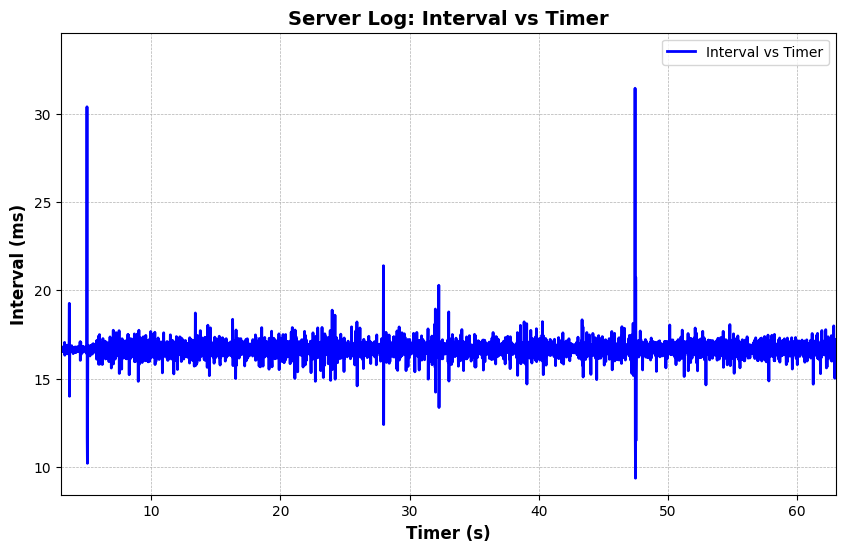 Server Log: Interval vs Timer
Interval vs Timer
Interval (ms)
30
25
20
15
10
10 20 30 40 50 60
Timer (s)